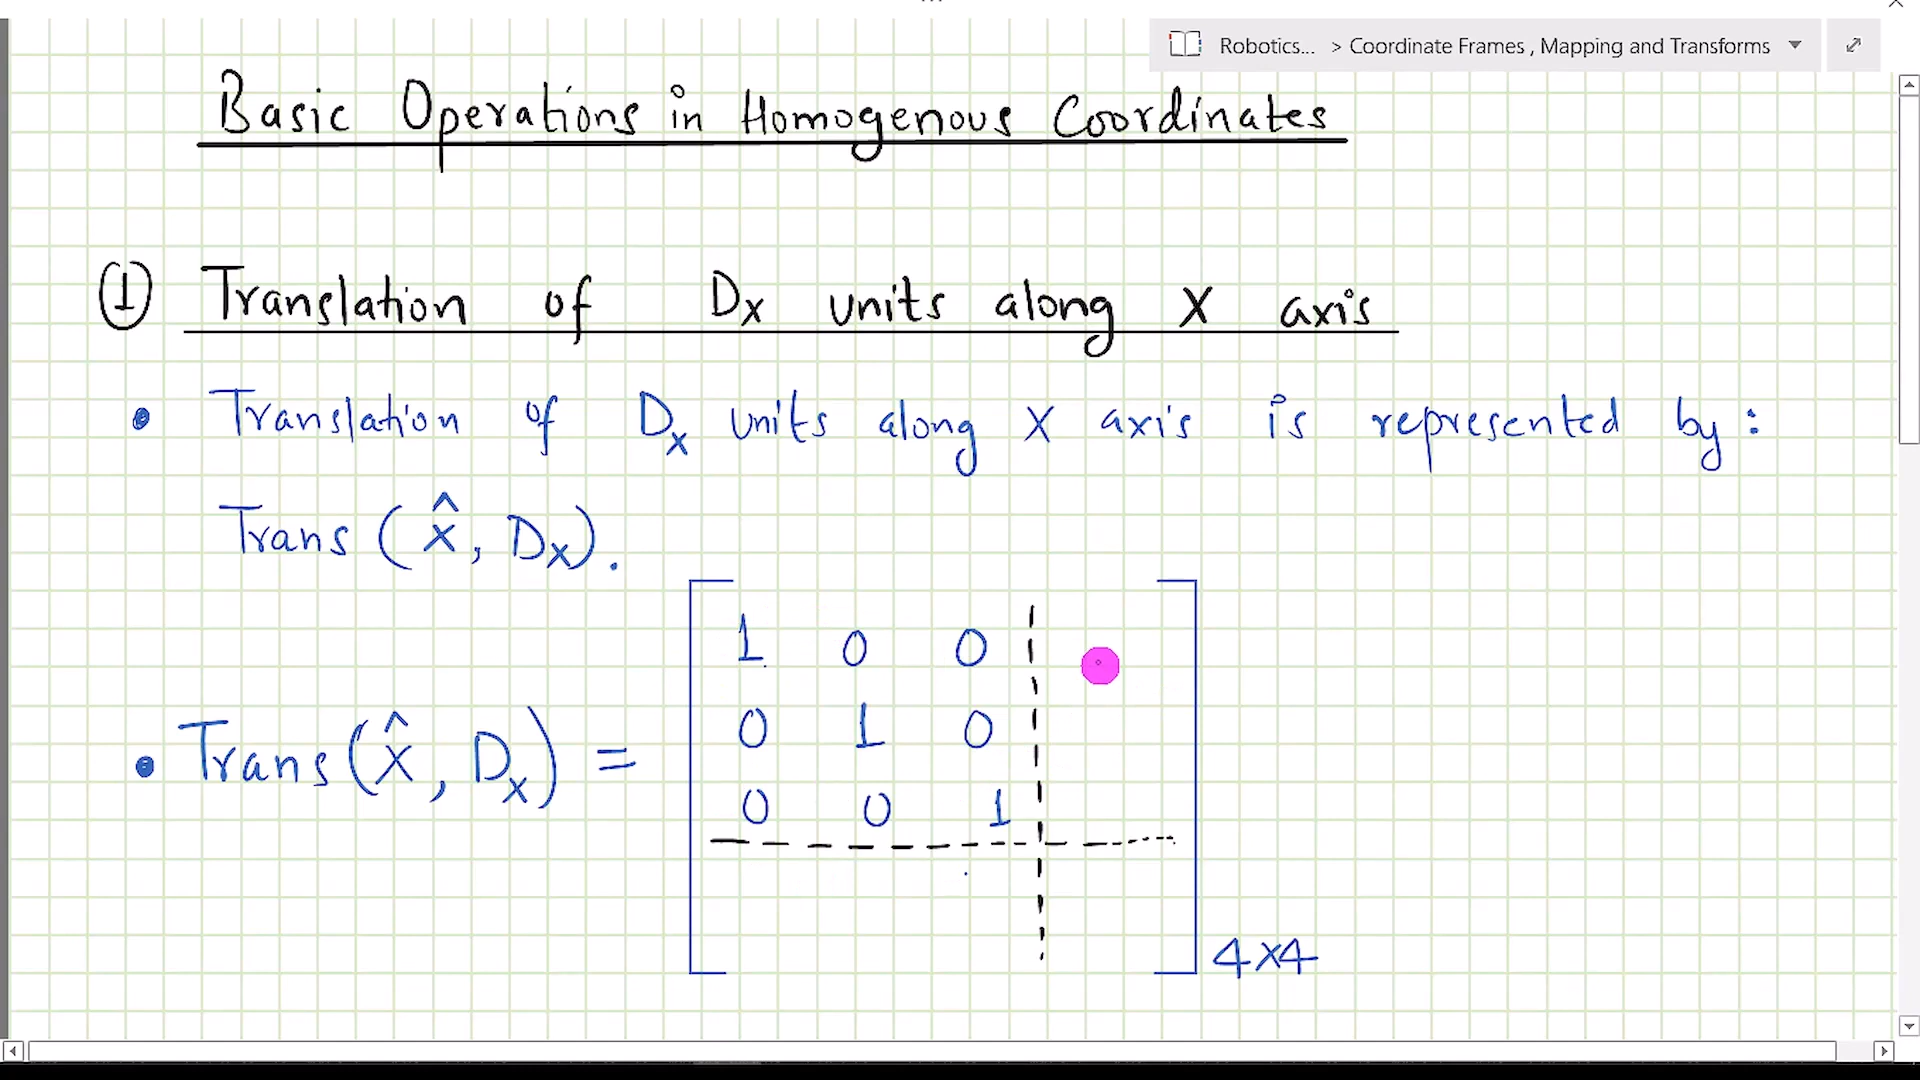 Robotics... > Coordinate Frames , Mapping and Transforms
Basic Operations in Homogenous Coordinates
① Translation of Dx units along X axis
• Translation of Dx units along X axis is represented by :
Trans ( x̂ , Dx ) .
1 0 0
0 1 0
• Trans ( x̂ , Dx ) =
0 0 1
4x4